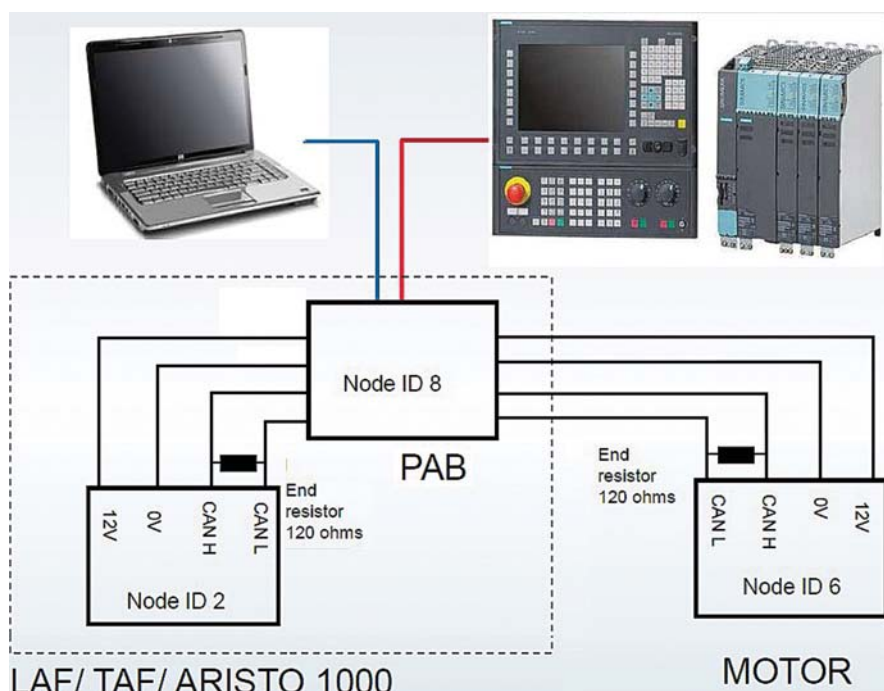 Node ID 8
PAB
End
resistor
120 ohms
End
resistor
120 ohms
12V
0V
CAN H
CAN L
Node ID 2
CAN L
CAN H
0V
12V
Node ID 6
LAF/ TAF/ ARISTO 1000
MOTOR